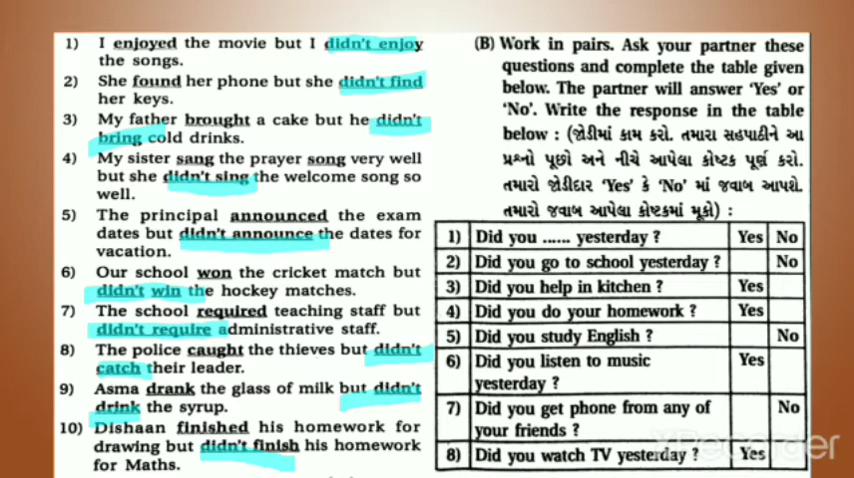 1) I enjoyed the movie but I didn't enjoy
the songs.
2) She found her phone but she didn't find
her keys.
3) My father brought a cake but he didn't
bring cold drinks.
4) My sister sang the prayer song very well
but she didn't sing the welcome song so
well.
5) The principal announced the exam
dates but didn't announce the dates for
vacation.
6) Our school won the cricket match but
didn't win the hockey matches.
7) The school required teaching staff but
didn't require administrative staff.
8) The police caught the thieves but didn't
catch their leader.
9) Asma drank the glass of milk but didn't
drink the syrup.
10) Dishaan finished his homework for
drawing but didn't finish his homework
for Maths.
(B) Work in pairs. Ask your partner these
questions and complete the table given
below. The partner will answer 'Yes' or
'No'. Write the response in the table
below : (જોડીમાં કામ કરો. તમારા સહપાઠીને આ
પ્રશ્નો પૂછો અને નીચે આપેલા કોષ્ટક પૂર્ણ કરો.
તમારો જોડીદાર 'Yes' કે 'No' માં જવાબ આપશે.
તમારો જવાબ આપેલા કોષ્ટકમાં મૂકો) :
1) Did you ...... yesterday ? Yes No
2) Did you go to school yesterday ? No
3) Did you help in kitchen ? Yes
4) Did you do your homework ? Yes
5) Did you study English ? No
6) Did you listen to music Yes
yesterday ?
7) Did you get phone from any of No
your friends ?
8) Did you watch TV yesterday ? Yes
XRecorder